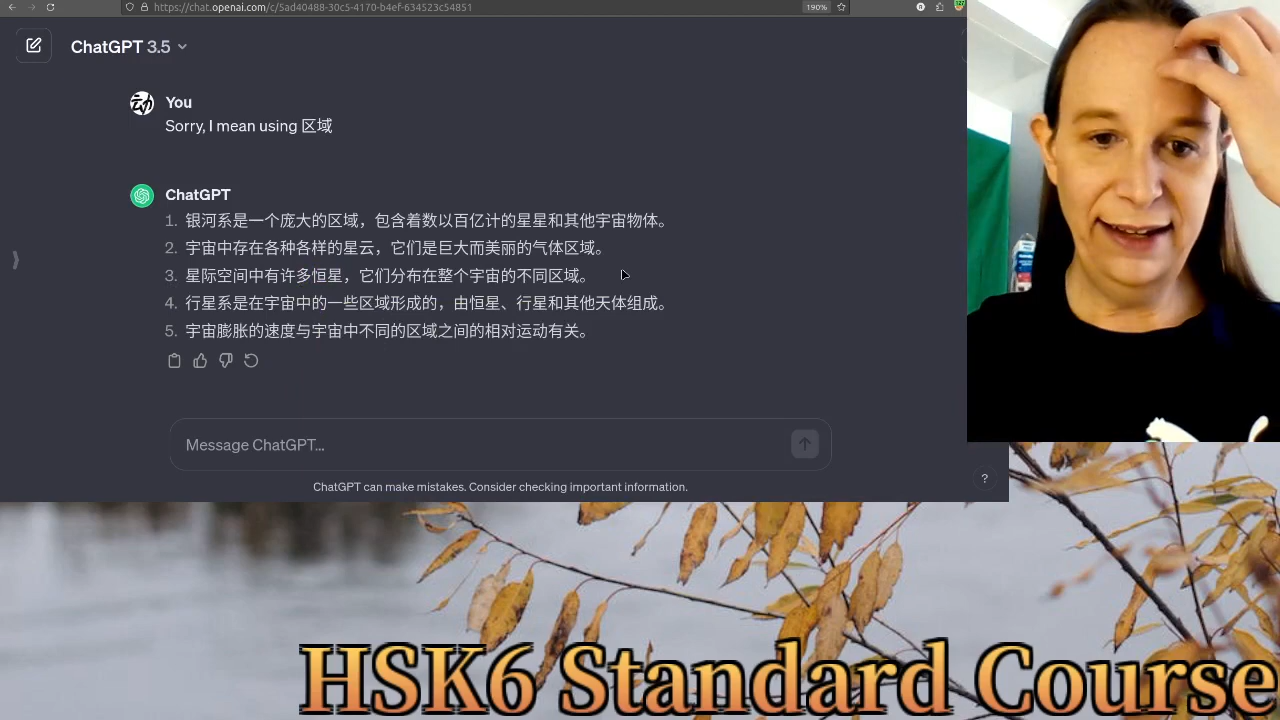 https://chat.openai.com/c/5ad40488-30c5-4170-b4ef-634523c54851
190%
ChatGPT 3.5
You
Sorry, I mean using 区域
ChatGPT
1. 银河系是一个庞大的区域，包含着数以百亿计的星星和其他宇宙物体。
2. 宇宙中存在各种各样的星云，它们是巨大而美丽的气体区域。
3. 星际空间中有许多恒星，它们分布在整个宇宙的不同区域。
4. 行星系是在宇宙中的一些区域形成的，由恒星、行星和其他天体组成。
5. 宇宙膨胀的速度与宇宙中不同的区域之间的相对运动有关。
Message ChatGPT...
ChatGPT can make mistakes. Consider checking important information.
?
HSK6 Standard Course